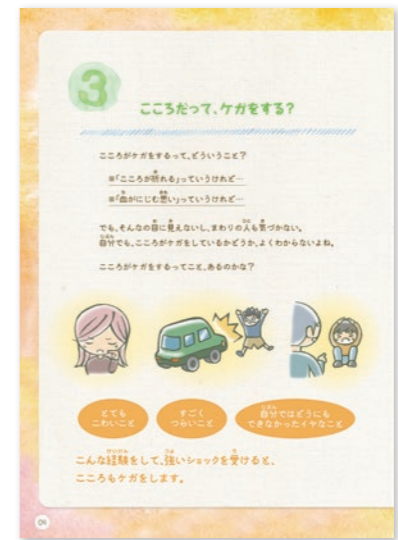 3
こころだって、ケガをする？
こころがケガをするって、どういうこと？
※「こころが折れる」っていうけれど…
※「血がにじむ思い」っていうけれど…
でも、そんなの目に見えないし、まわりの人も気づかない。
自分でも、こころがケガをしているかどうか、よくわからないよね。
こころがケガをするってこと、あるのかな？
とても
こわいこと
すごく
つらいこと
自分ではどうにも
できなかったイヤなこと
こんな経験をして、強いショックを受けると、
こころもケガをします。